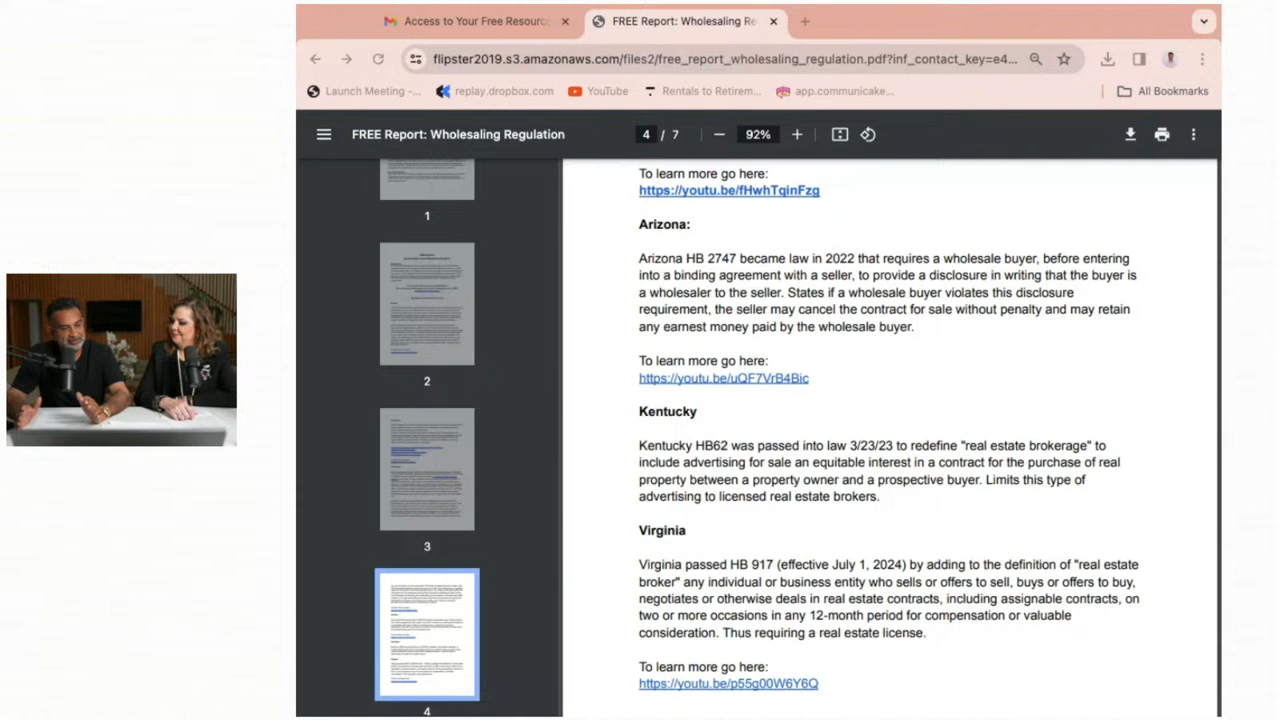 Access to Your Free Resource
FREE Report: Wholesaling Re
flipster2019.s3.amazonaws.com/files2/free_report_wholesaling_regulation.pdf?inf_contact_key=e4...
Launch Meeting -...
replay.dropbox.com
YouTube
Rentals to Retirem...
app.communicake...
All Bookmarks
FREE Report: Wholesaling Regulation
4 / 7
92%
1
2
3
4
To learn more go here:
https://youtu.be/fHwhTqinFzg
Arizona:
Arizona HB 2747 became law in 2022 that requires a wholesale buyer, before entering
into a binding agreement with a seller, to provide a disclosure in writing that the buyer is
a wholesaler to the seller. States if a wholesale buyer violates this disclosure
requirement, the seller may cancel the contract for sale without penalty and may retain
any earnest money paid by the wholesale buyer.
To learn more go here:
https://youtu.be/uQF7VrB4Bic
Kentucky
Kentucky HB62 was passed into law 3/23/23 to redefine "real estate brokerage" to
include advertising for sale an equitable interest in a contract for the purchase of real
property between a property owner and a prospective buyer. Limits this type of
advertising to licensed real estate brokers.
Virginia
Virginia passed HB 917 (effective July 1, 2024) by adding to the definition of "real estate
broker" any individual or business entity who sells or offers to sell, buys or offers to buy,
negotiates or otherwise deals in real estate contracts, including assignable contracts, on
two or more occasions in any 12-month period for compensation or valuable
consideration. Thus requiring a real estate license.
To learn more go here:
https://youtu.be/p55g00W6Y6Q